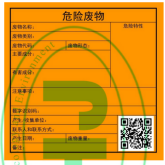 危险废物
废物名称：
危险特性
废物类别：
废物代码：
废物形态：
主要成分：
有害成分：
注意事项：
数字识别码：
产生/收集单位：
联系人和联系方式：
产生日期：
废物重量：
备注：